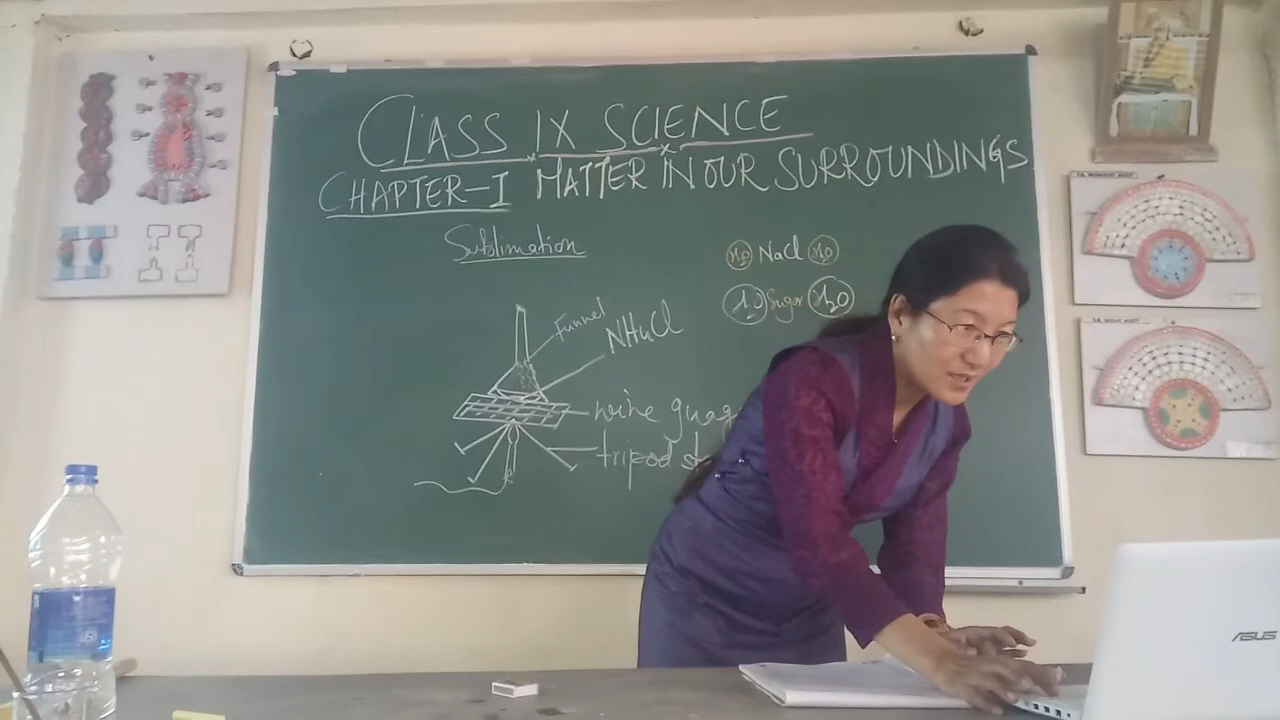 CLASS IX SCIENCE
CHAPTER-I MATTER IN OUR SURROUNDINGS
Sublimation
H2O NaCl H2O
H2O Sugar H2O
Funnel
NH4Cl
wire guag
tripod st
ASUS